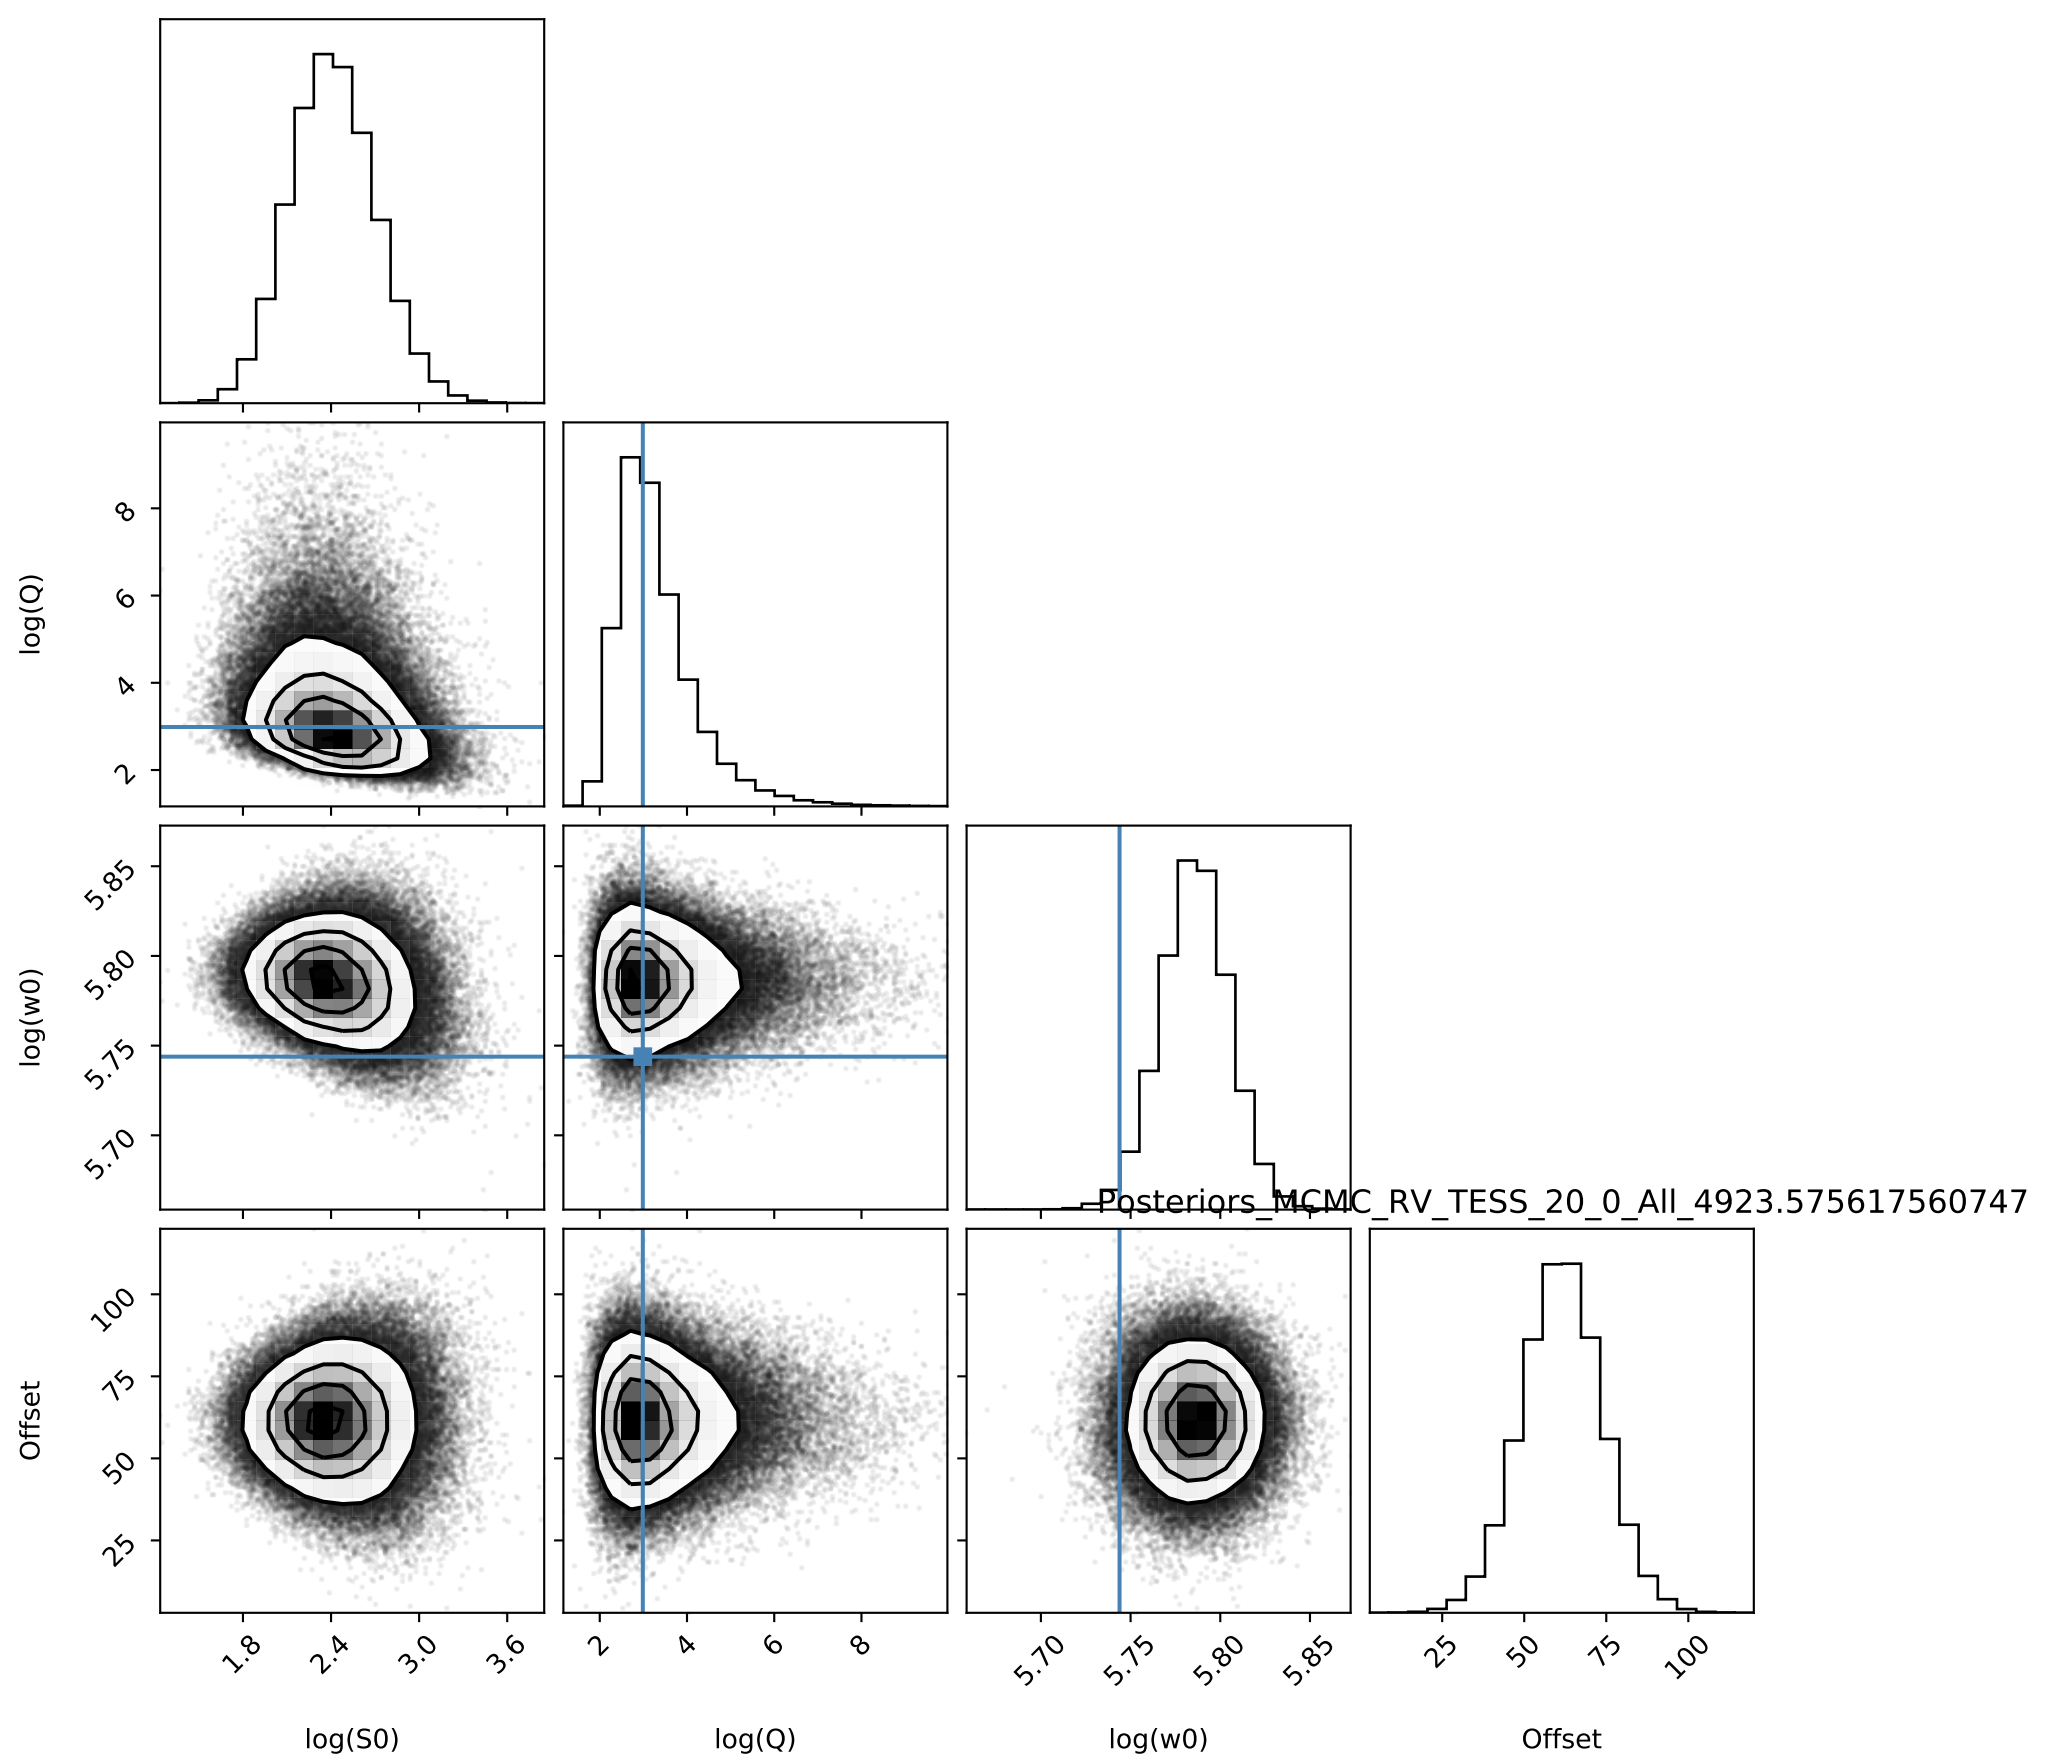 log(Q)
8
6
4
2
log(w0)
5.85
5.80
5.75
5.70
Posteriors_MCMC_RV_TESS_20_0_All_4923.575617560747
Offset
100
75
50
25
1.8 2.4 3.0 3.6 2 4 6 8 5.70 5.75 5.80 5.85 25 50 75 100
log(S0) log(Q) log(w0) Offset